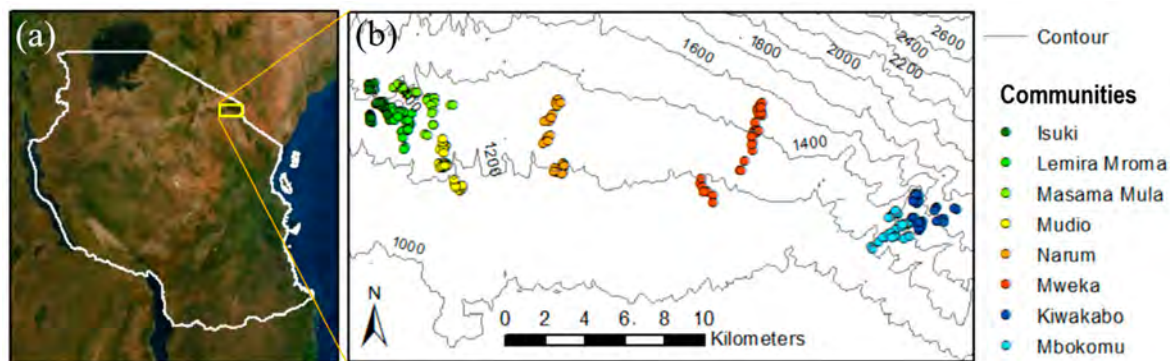 (a)
(b)
1600
1800
2000
2200
2400
2600
1400
1200
1000
N
0 2 4 6. 8 10
Kilometers
Contour
Communities
Isuki
Lemira Mroma
Masama Mula
Mudio
Narum
Mweka
Kiwakabo
Mbokomu